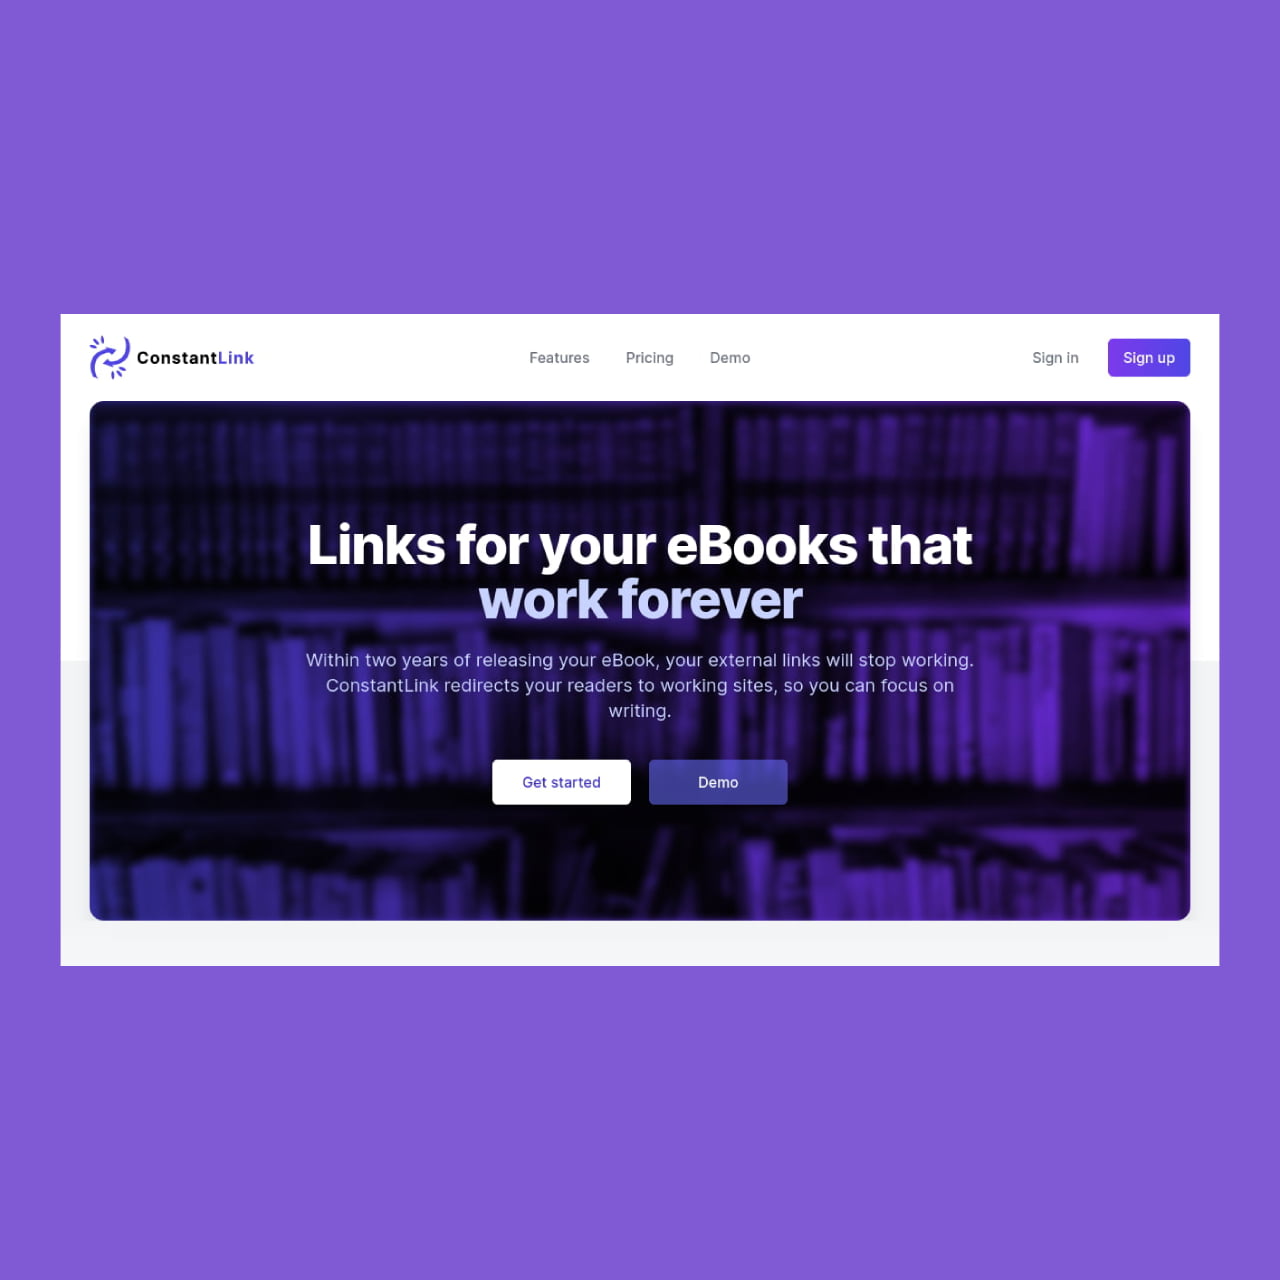 ConstantLink
Features
Pricing
Demo
Sign in
Sign up
Links for your eBooks that
work forever
Within two years of releasing your eBook, your external links will stop working.
ConstantLink redirects your readers to working sites, so you can focus on
writing.
Get started
Demo